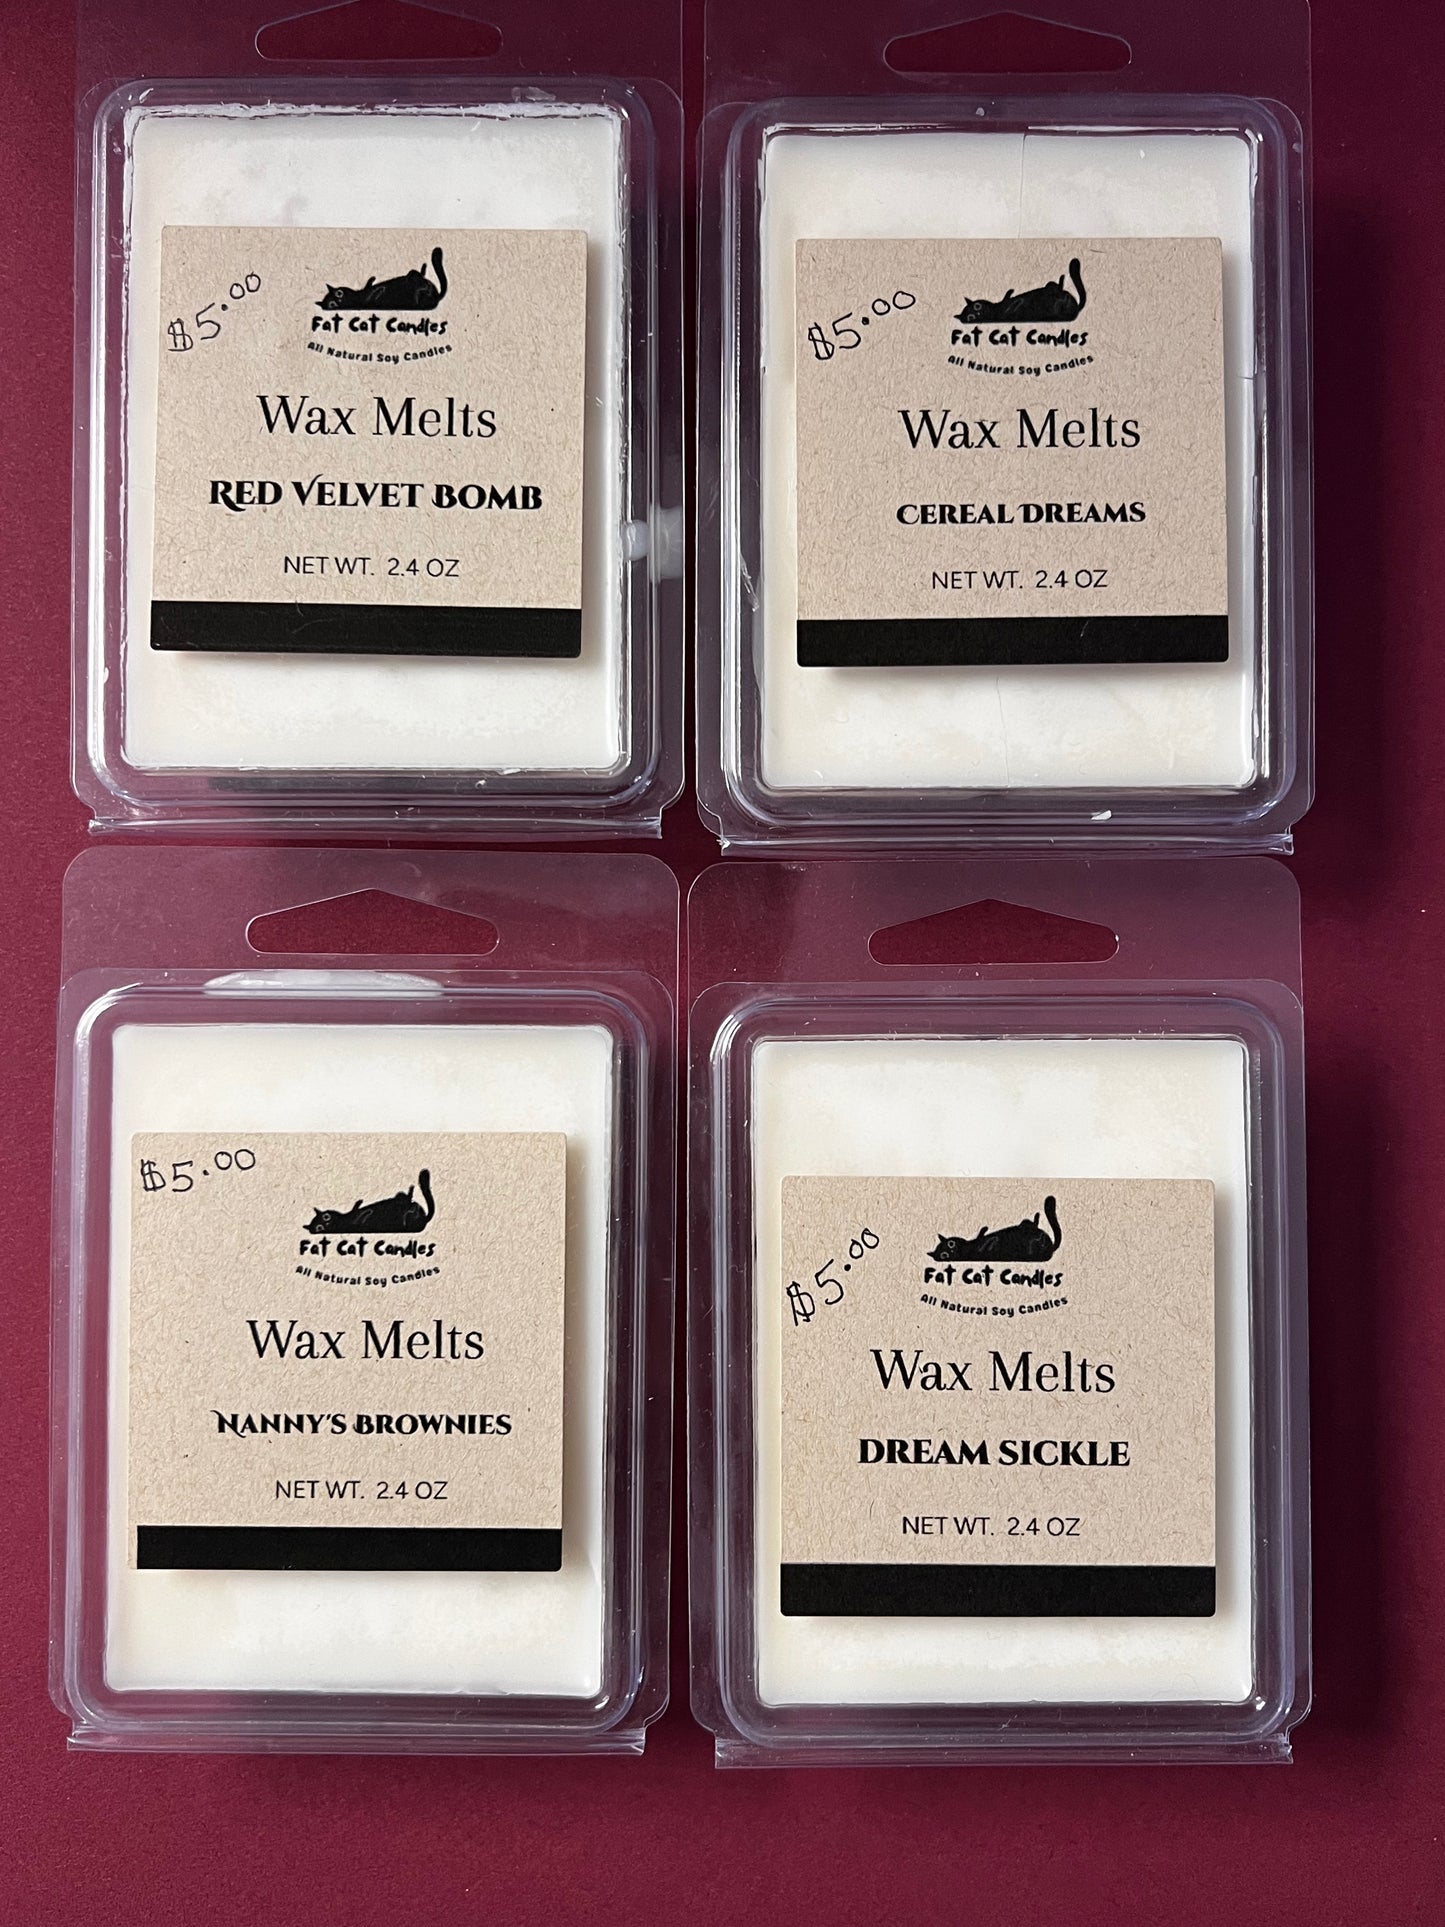 $5.00
Fat Cat Candles
All Natural Soy Candles
Wax Melts
RED VELVET BOMB
NET WT. 2.4 OZ
$5.00
Fat Cat Candles
All Natural Soy Candles
Wax Melts
CEREAL DREAMS
NET WT. 2.4 OZ
$5.00
Fat Cat Candles
All Natural Soy Candles
Wax Melts
NANNY'S BROWNIES
NET WT. 2.4 OZ
$5.00
Fat Cat Candles
All Natural Soy Candles
Wax Melts
DREAM SICKLE
NET WT. 2.4 OZ